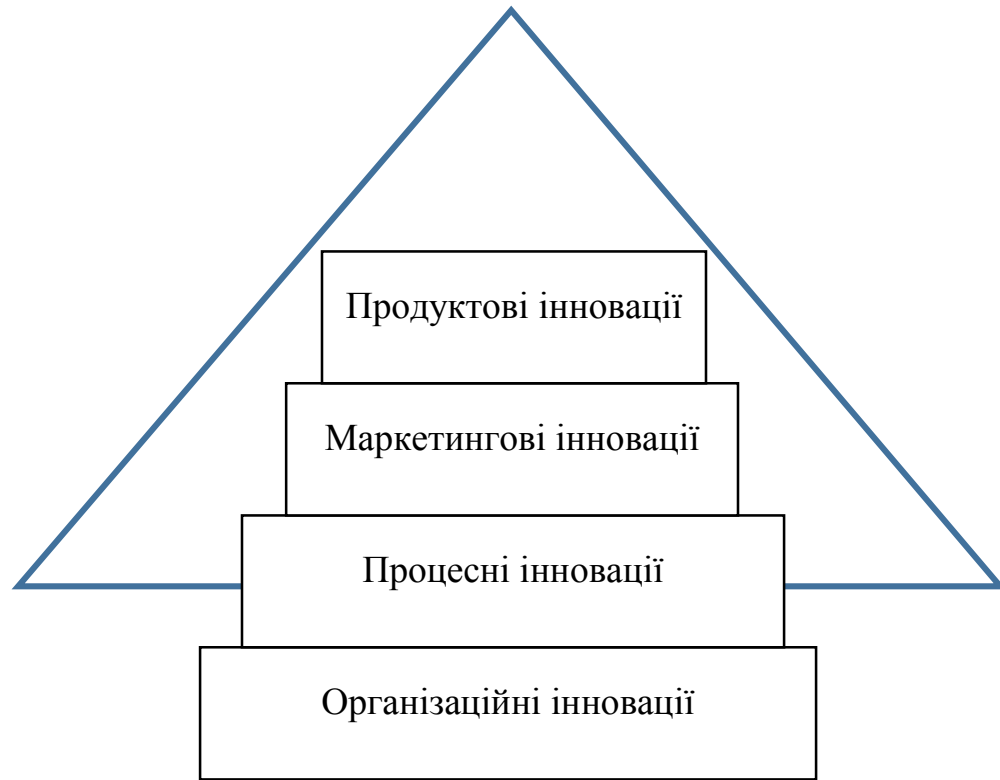 Продуктові інновації
Маркетингові інновації
Процесні інновації
Організаційні інновації